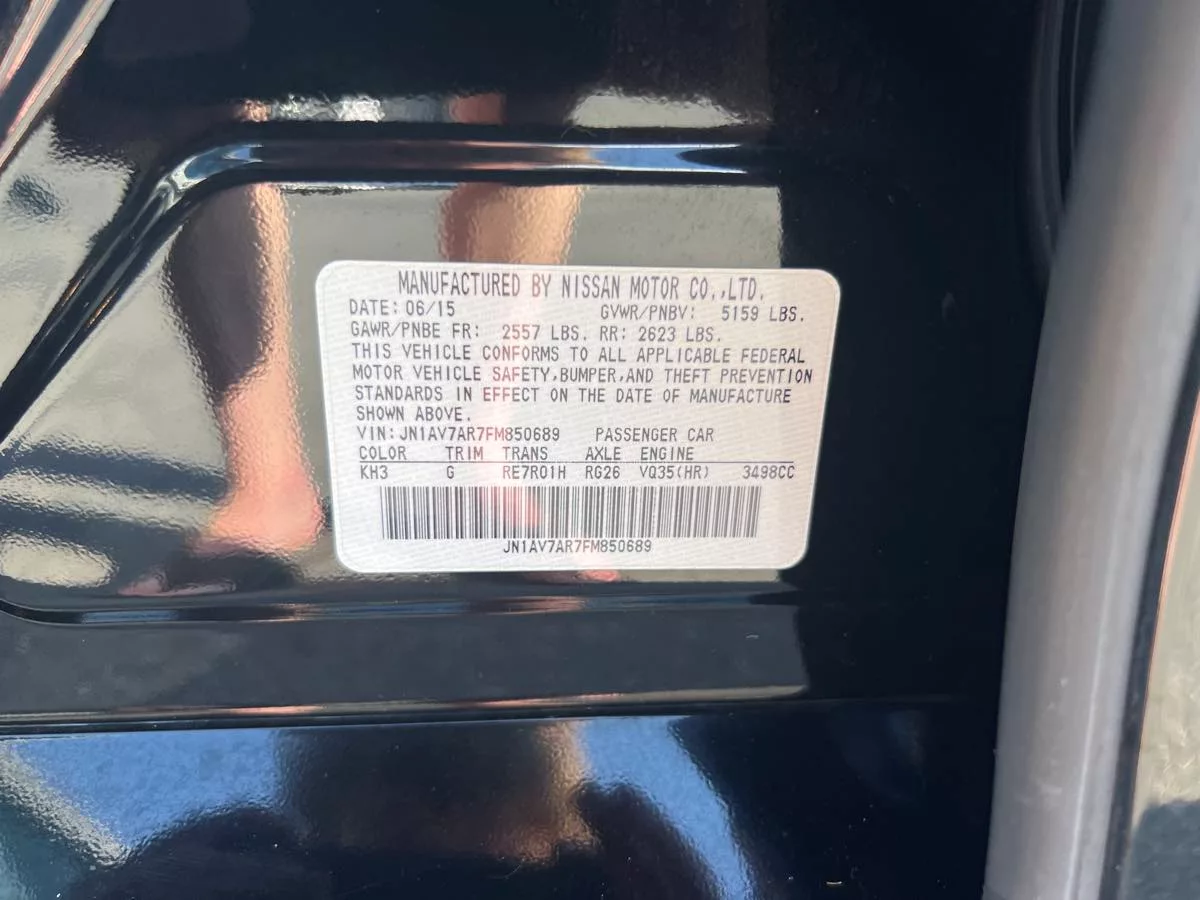 MANUFACTURED BY NISSAN MOTOR CO.,LTD.
DATE: 06/15 GVWR/PNBV: 5159 LBS.
GAWR/PNBE FR: 2557 LBS. RR: 2623 LBS.
THIS VEHICLE CONFORMS TO ALL APPLICABLE FEDERAL
MOTOR VEHICLE SAFETY,BUMPER,AND THEFT PREVENTION
STANDARDS IN EFFECT ON THE DATE OF MANUFACTURE
SHOWN ABOVE.
VIN: JN1AV7AR7FM850689 PASSENGER CAR
COLOR TRIM TRANS AXLE ENGINE
KH3 G RE7R01H RG26 VQ35(HR) 3498CC
JN1AV7AR7FM850689